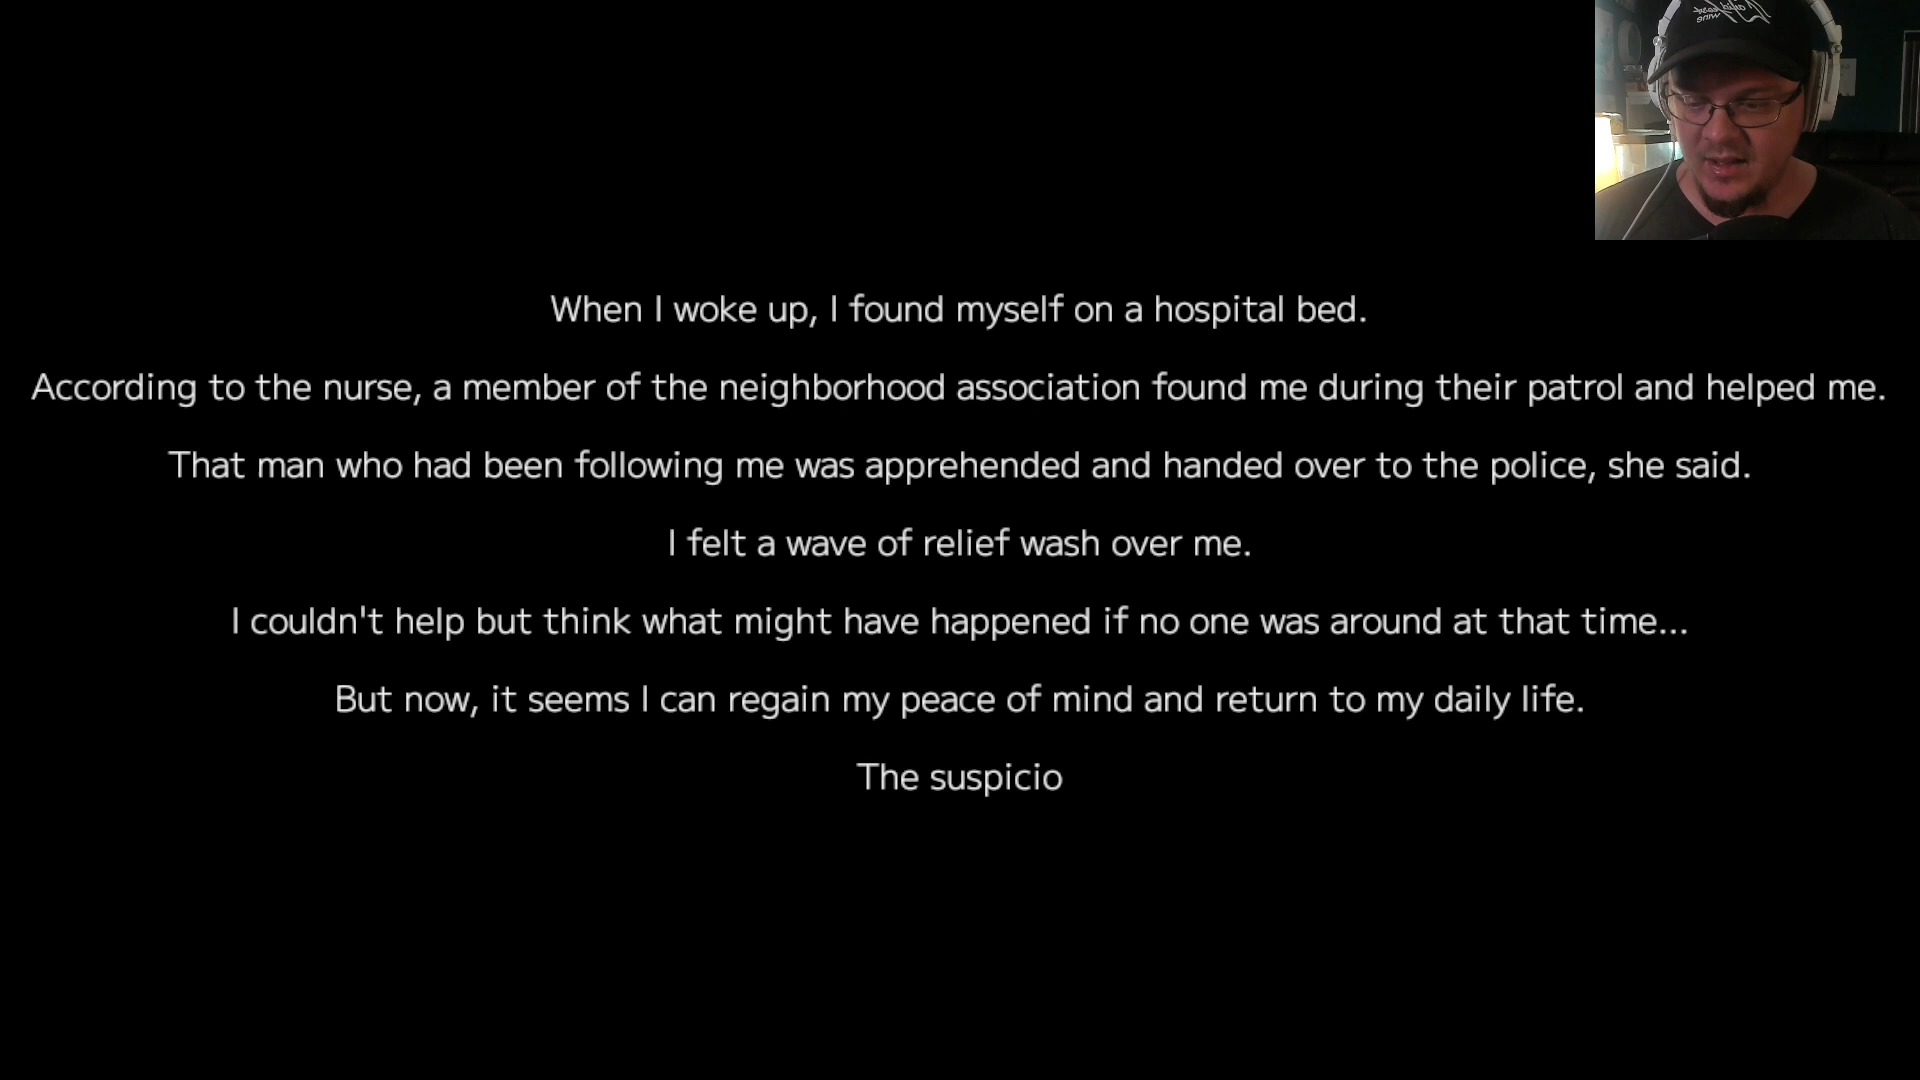 When I woke up, I found myself on a hospital bed.
According to the nurse, a member of the neighborhood association found me during their patrol and helped me.
That man who had been following me was apprehended and handed over to the police, she said.
I felt a wave of relief wash over me.
I couldn't help but think what might have happened if no one was around at that time...
But now, it seems I can regain my peace of mind and return to my daily life.
The suspicio